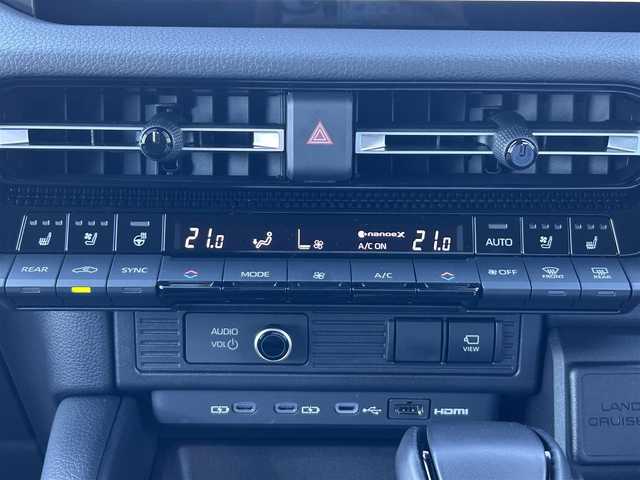 21.0 nanoeX A/C ON 21.0
AUTO
REAR SYNC MODE A/C OFF FRONT REAR
AUDIO
VOL
VIEW
HDMI
LAND
CRUISE